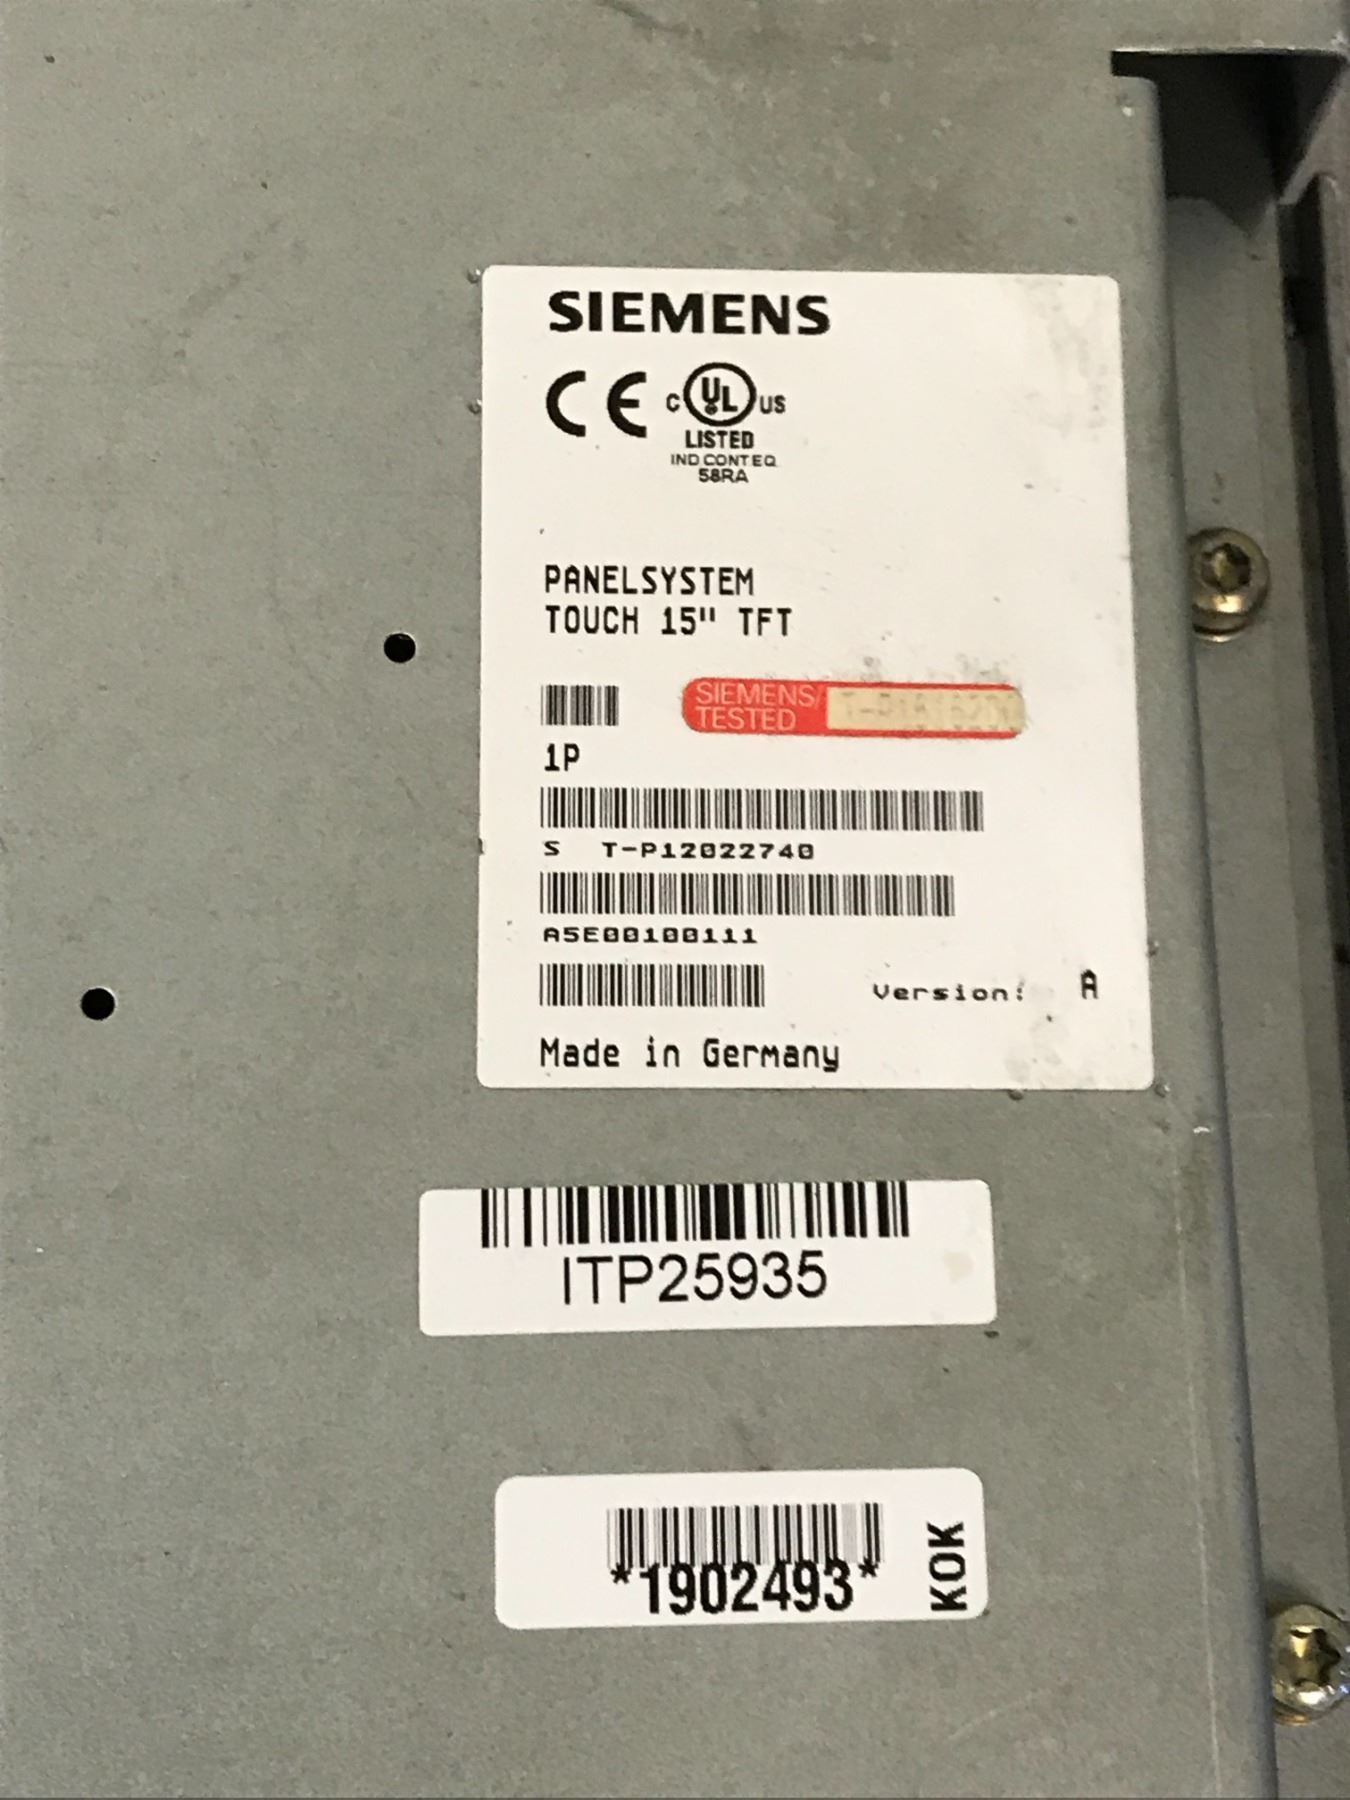 SIEMENS
CE c UL US
LISTED
IND CONT EQ
58RA
PANELSYSTEM
TOUCH 15" TFT
SIEMENS/
TESTED
1P
S T-P12022740
A5E00100111
Version: A
Made in Germany
ITP25935
*1902493*
KOK